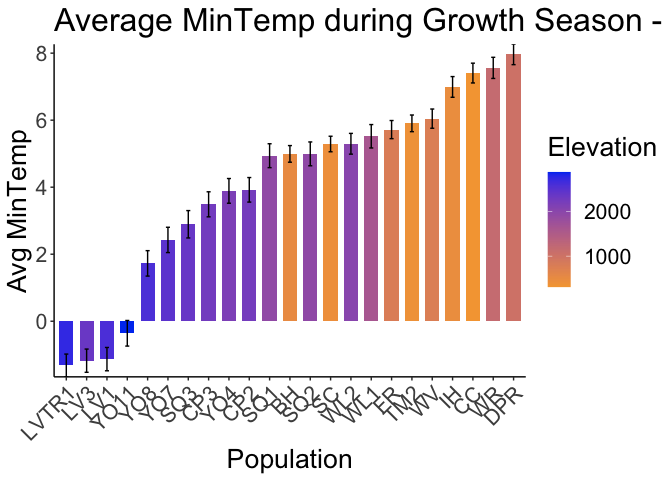 Average MinTemp during Growth Season -
Avg MinTemp
8
6
4
2
0
LVTR1
LV3
LV1
YO11
YO8
YO7
SQ3
CP3
YO4
CP2
SQ1
BH
SQ2
SC
WL2
WL1
FR
TM2
WV
IH
CC
WR
DPR
Population
Elevation
2000
1000